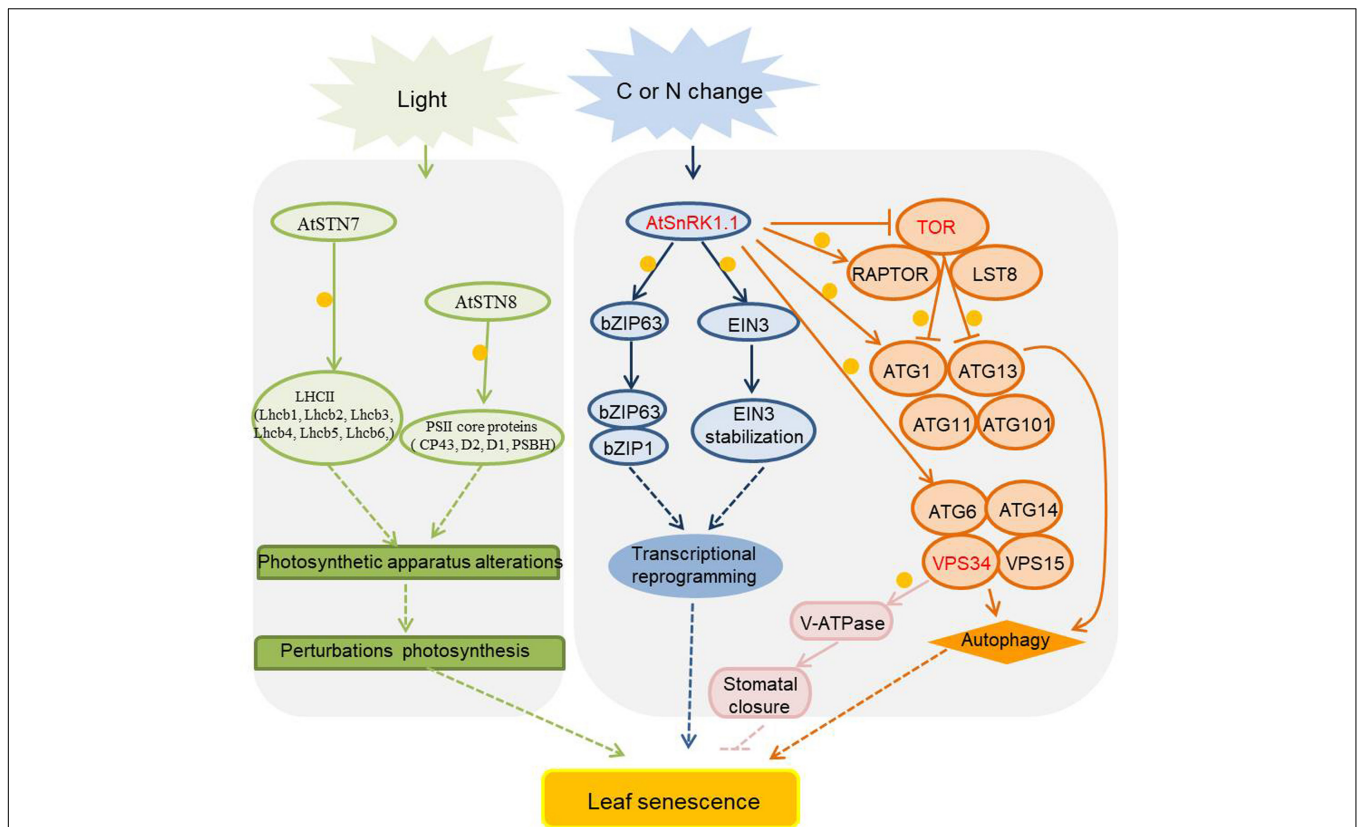 Light
C or N change
AtSTN7
AtSnRK1.1
TOR
RAPTOR
LST8
AtSTN8
bZIP63
EIN3
ATG1
ATG13
LHCII
(Lhcb1, Lhcb2, Lhcb3,
Lhcb4, Lhcb5, Lhcb6,)
PSII core proteins
( CP43, D2, D1, PSBH)
bZIP63
bZIP1
EIN3
stabilization
ATG11
ATG101
ATG6
ATG14
Photosynthetic apparatus alterations
Transcriptional
reprogramming
VPS34
VPS15
V-ATPase
Autophagy
Perturbations photosynthesis
Stomatal
closure
Leaf senescence